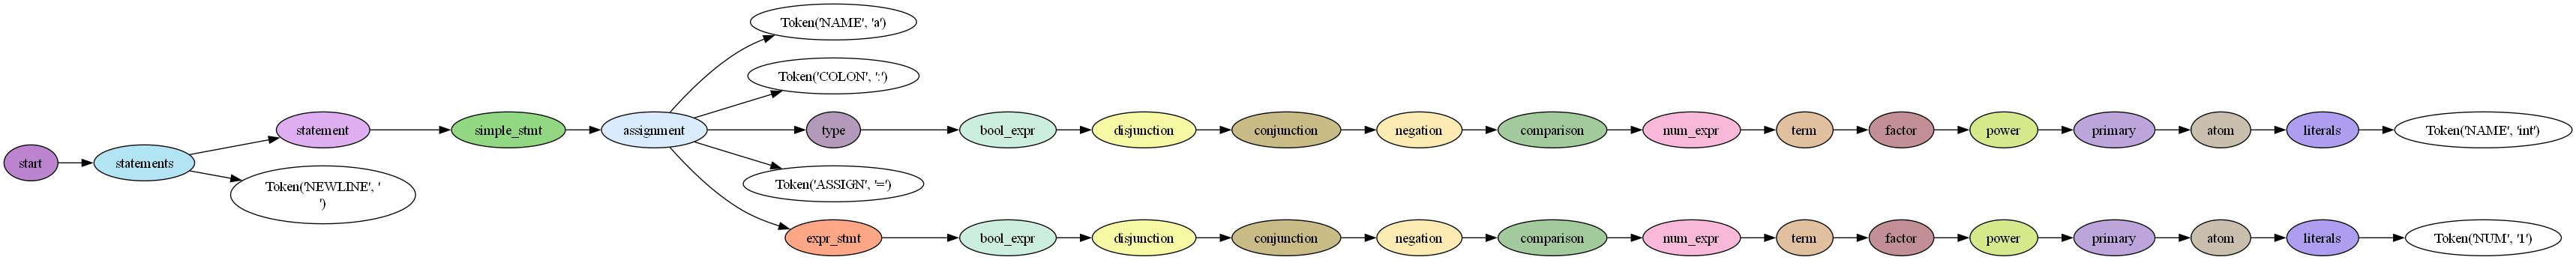 Token('NAME', 'a')
Token('COLON', ':')
statement
simple_stmt
assignment
type
bool_expr
disjunction
conjunction
negation
comparison
num_expr
term
factor
power
primary
atom
literals
Token('NAME', 'int')
start
statements
Token('NEWLINE', '
')
Token('ASSIGN', '=')
expr_stmt
bool_expr
disjunction
conjunction
negation
comparison
num_expr
term
factor
power
primary
atom
literals
Token('NUM', '1')